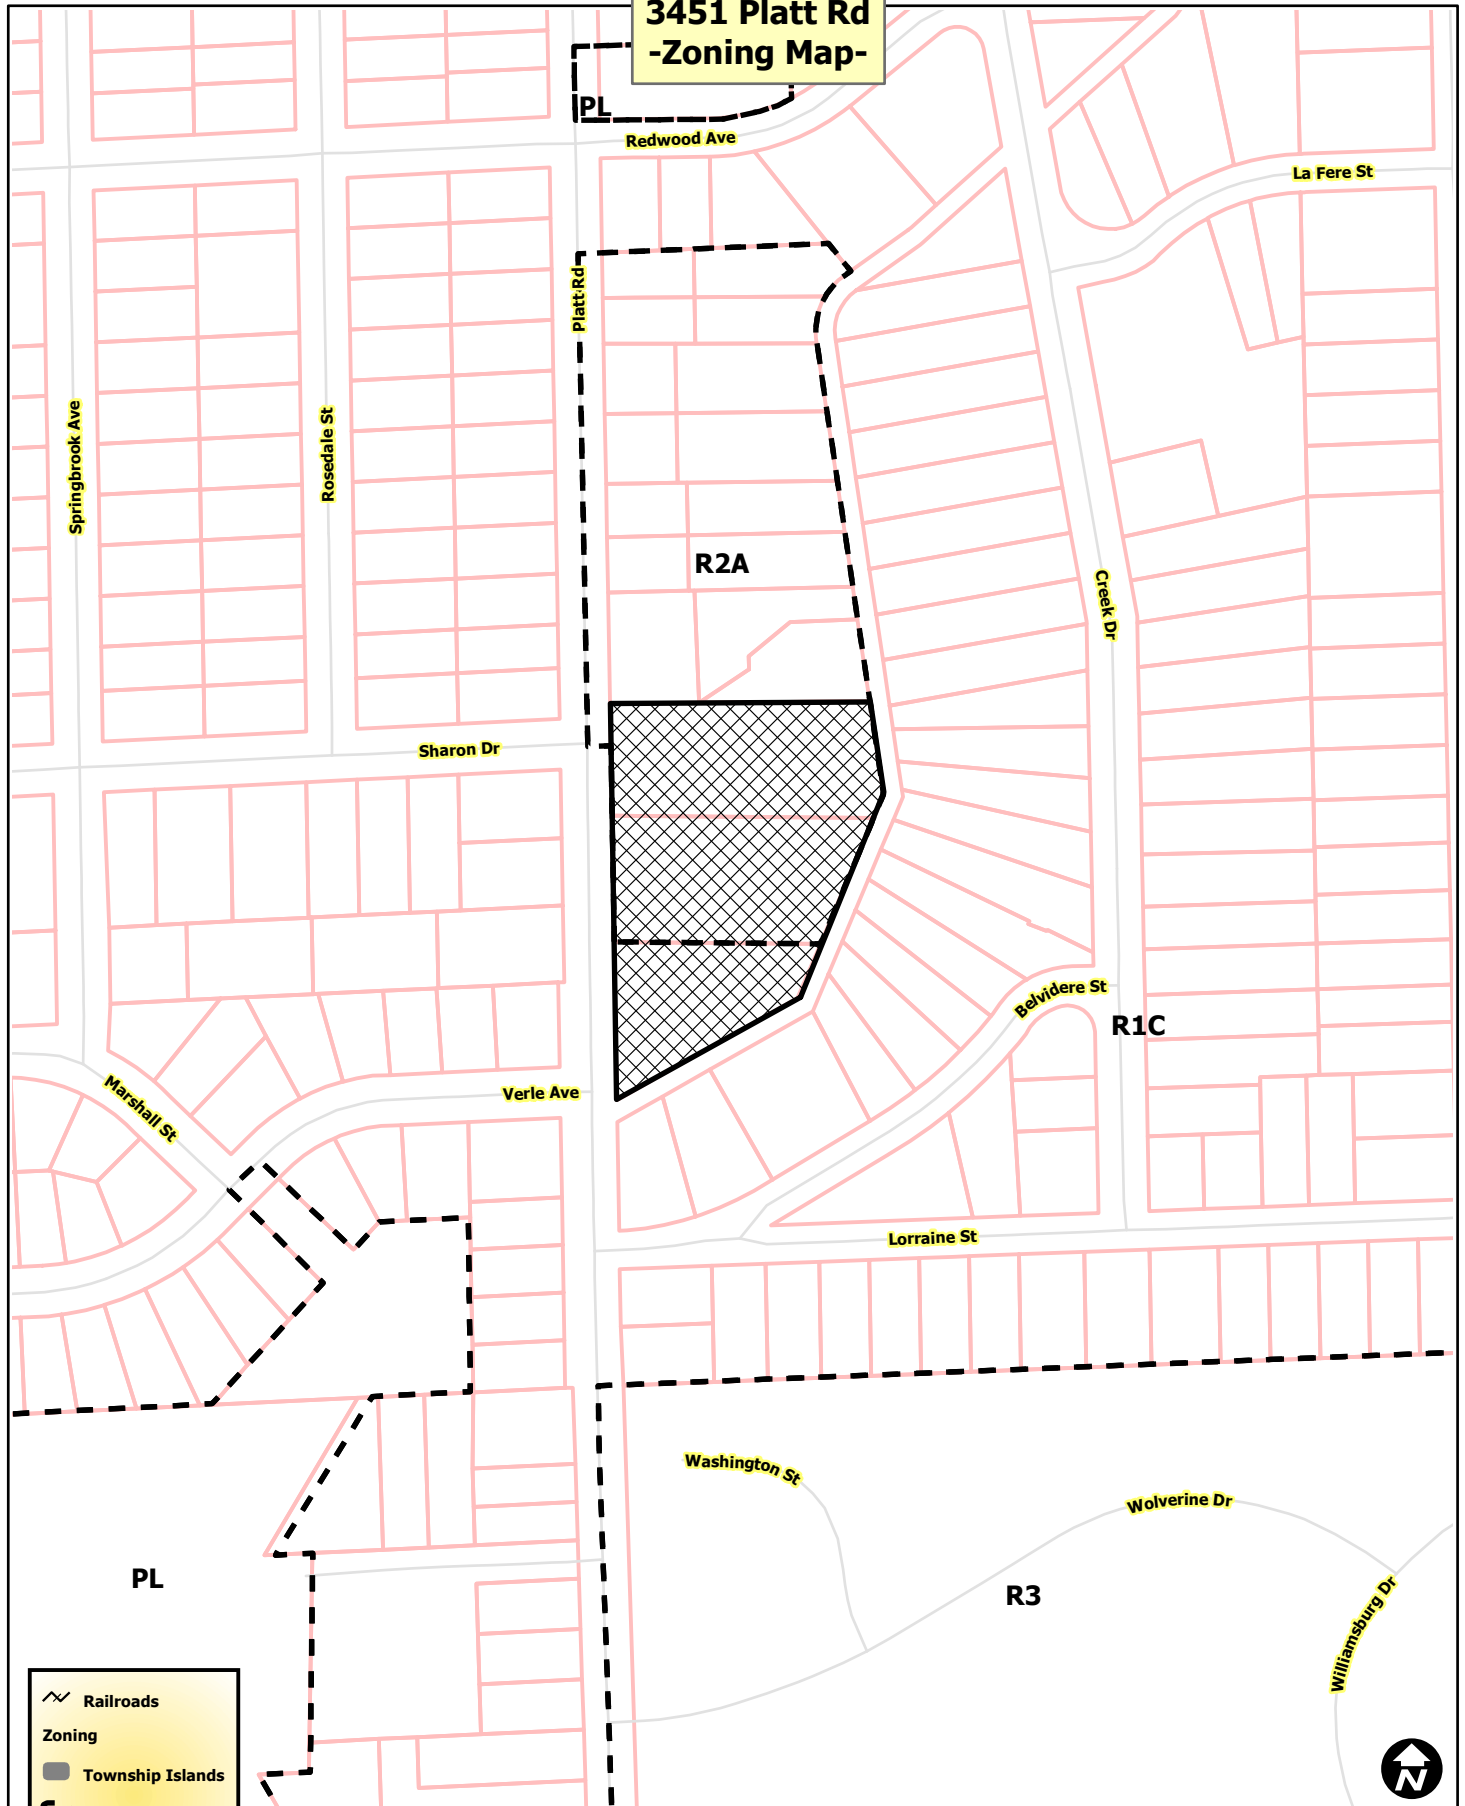 3451 Platt Rd
-Zoning Map-
PL
Redwood Ave
La Fere St
Platt Rd
Springbrook Ave
Rosedale St
R2A
Creek Dr
Sharon Dr
Belvidere St
R1C
Marshall St
Verle Ave
Lorraine St
Washington St
Wolverine Dr
PL
R3
Williamsburg Dr
Railroads
Zoning
Township Islands
N